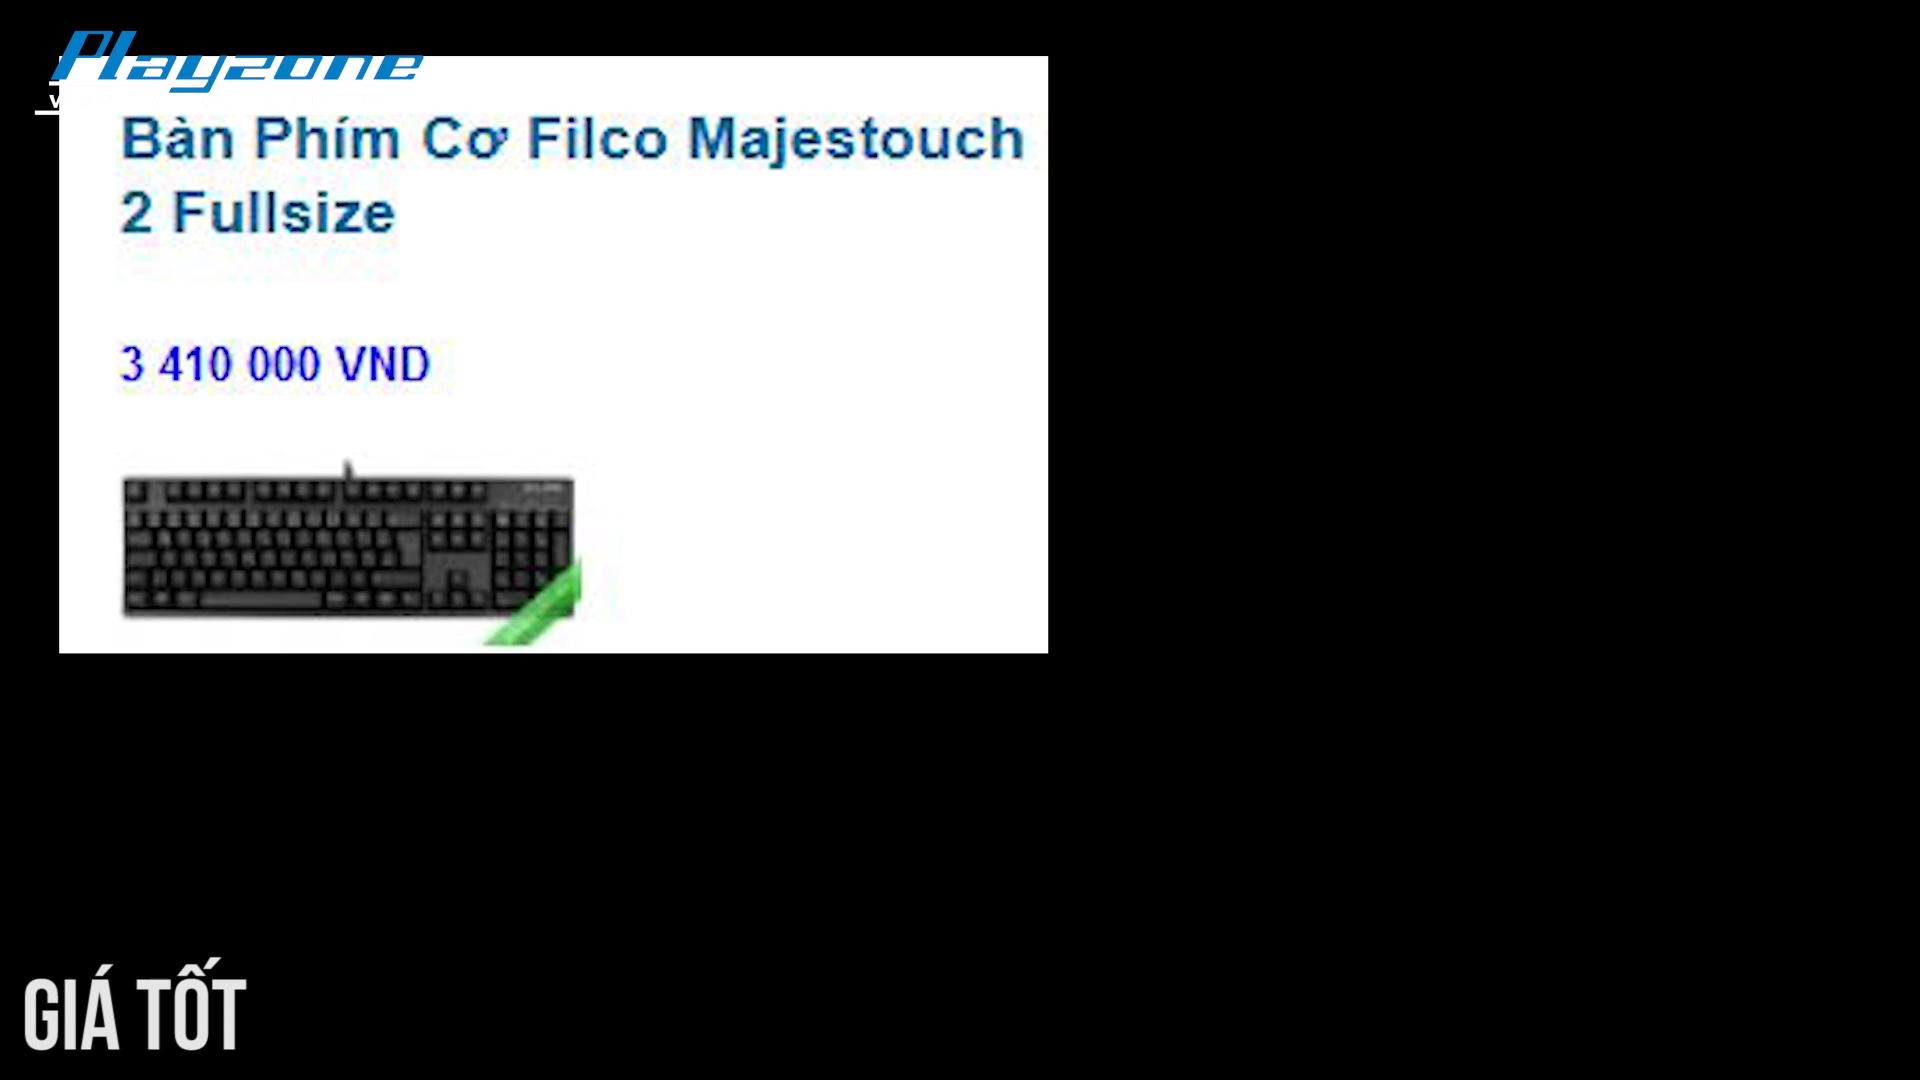 Playzone
Bàn Phím Cơ Filco Majestouch
2 Fullsize
3 410 000 VND
GIÁ TỐT